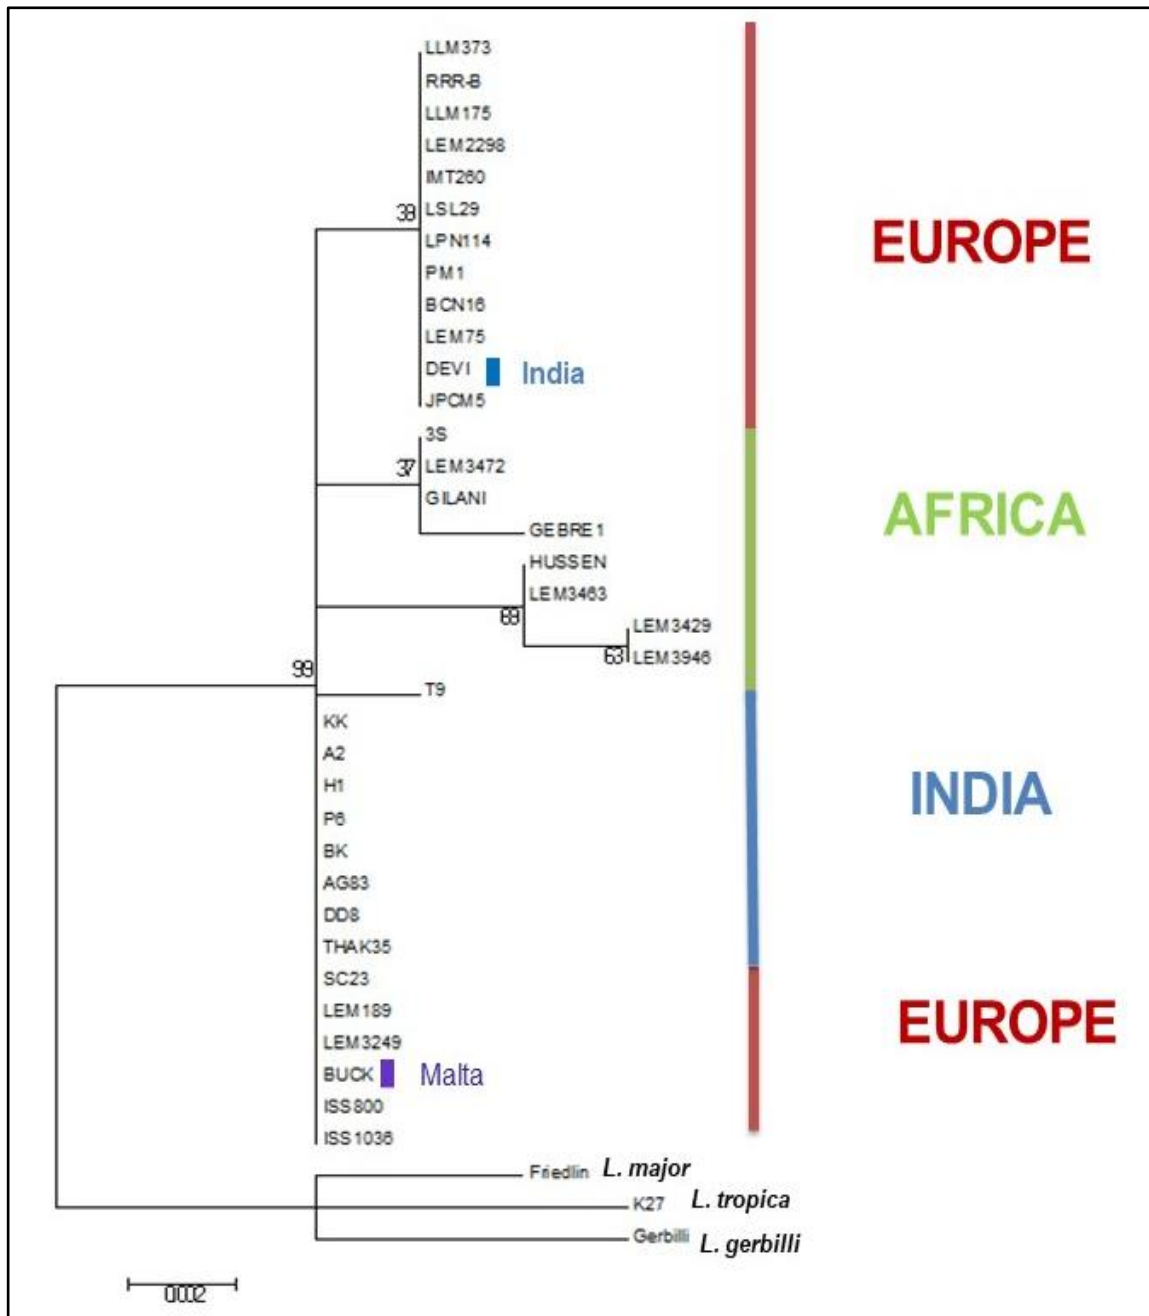 LLM373
RRR-B
LLM175
LEM2298
IMT260
38
LSL29
LPN114
EUROPE
PM1
BCN16
LEM75
DEVI India
JPCM5
3S
37
LEM3472
GILANI
AFRICA
GEBRE1
HUSSEN
LEM3463
69
LEM3429
63
LEM3946
99
T9
KK
A2
H1
INDIA
P6
BK
AG83
DD8
THAK35
SC23
LEM189
EUROPE
LEM3249
BUCK Malta
ISS800
ISS1036
Friedlin L. major
K27 L. tropica
Gerbilli L. gerbilli
0.002